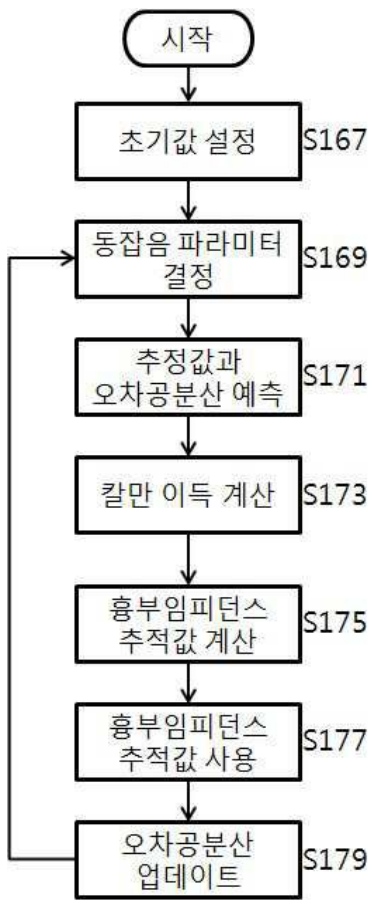 시작
초기값 설정
S167
동잡음 파라미터
결정
S169
추정값과
오차공분산 예측
S171
칼만 이득 계산
S173
흉부임피던스
추적값 계산
S175
흉부임피던스
추적값 사용
S177
오차공분산
업데이트
S179